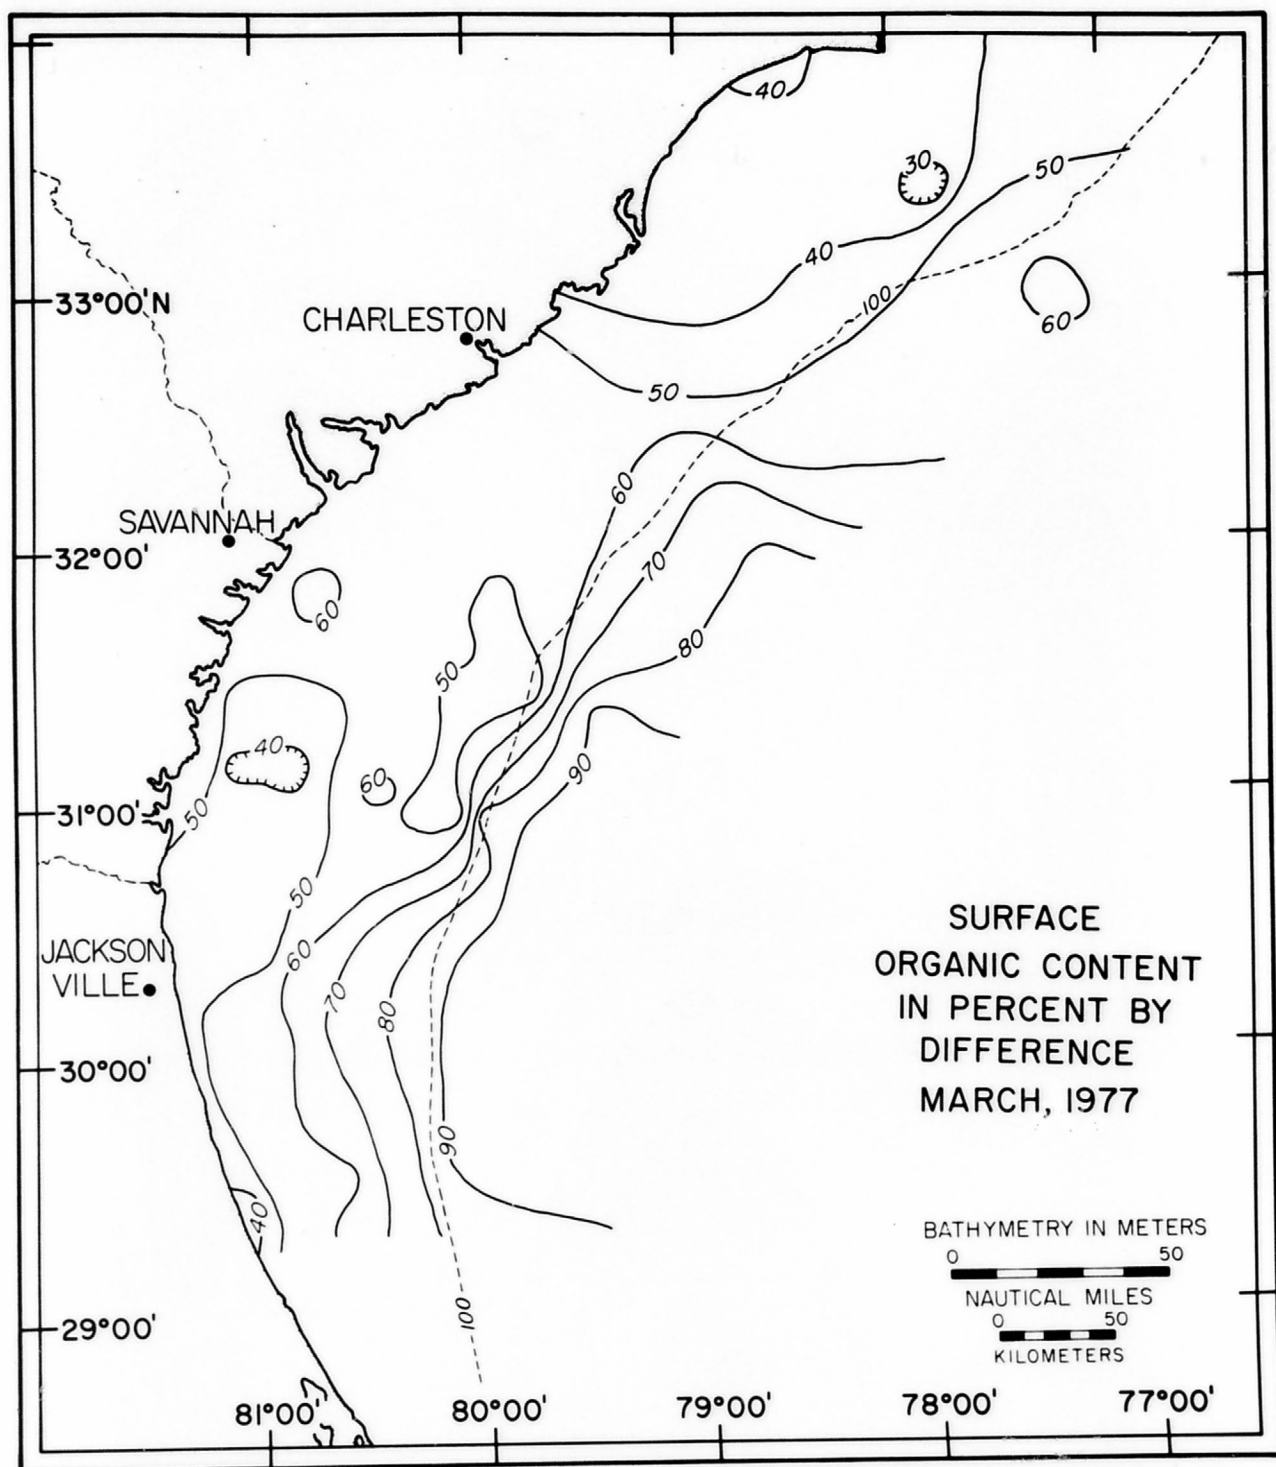 40
30
50
40
33°00'N
100
CHARLESTON
60
50
60
SAVANNAH
32°00'
70
60
80
50
40
60
90
31°00'
50
50
SURFACE
ORGANIC CONTENT
IN PERCENT BY
DIFFERENCE
MARCH, 1977
JACKSON
VILLE
60
70
80
30°00'
90
40
BATHYMETRY IN METERS
0 50
NAUTICAL MILES
0 50
KILOMETERS
100
29°00'
81°00' 80°00' 79°00' 78°00' 77°00'